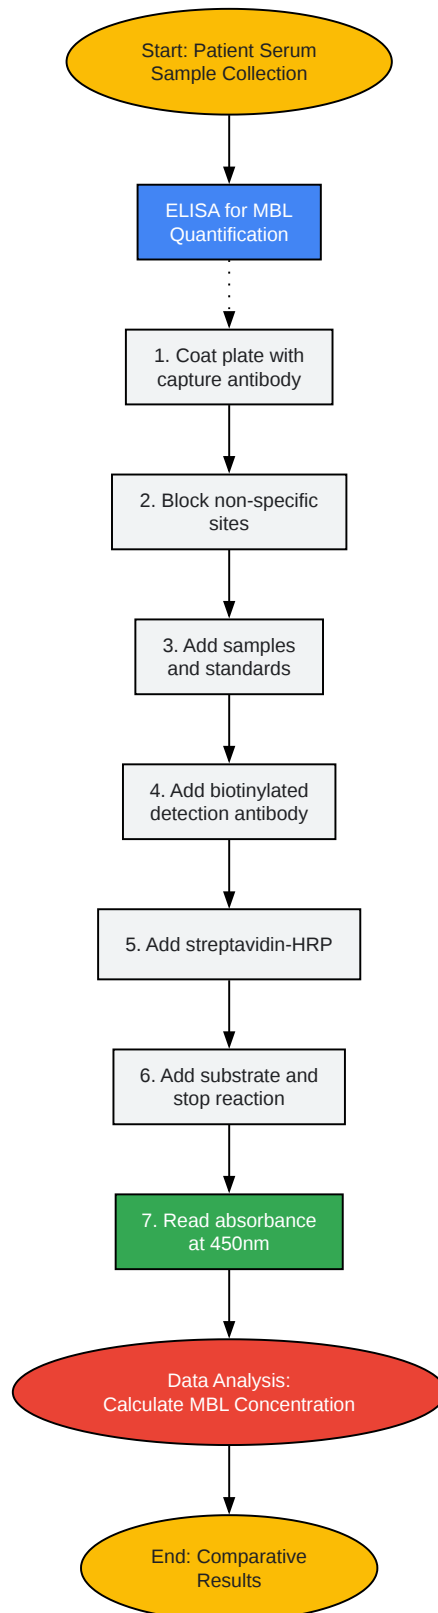 Start: Patient Serum
Sample Collection
ELISA for MBL
Quantification
1. Coat plate with
capture antibody
2. Block non-specific
sites
3. Add samples
and standards
4. Add biotinylated
detection antibody
5. Add streptavidin-HRP
6. Add substrate and
stop reaction
7. Read absorbance
at 450nm
Data Analysis:
Calculate MBL Concentration
End: Comparative
Results